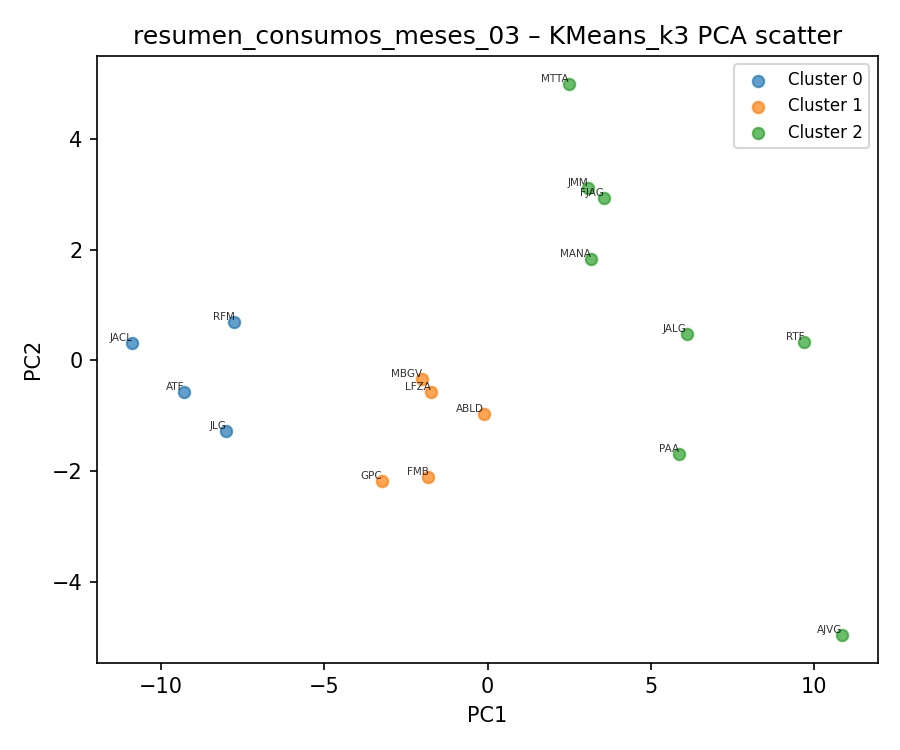 resumen_consumos_meses_03 – KMeans_k3 PCA scatter
Cluster 0
Cluster 1
Cluster 2
MTTA
JMM
FJAG
MANA
JALG
RTF
PAA
AJVG
RFM
JACL
ATF
JLG
MBGV
LFZA
ABLD
GPC
FMB
4
2
0
−2
−4
PC2
−10
−5
0
5
10
PC1